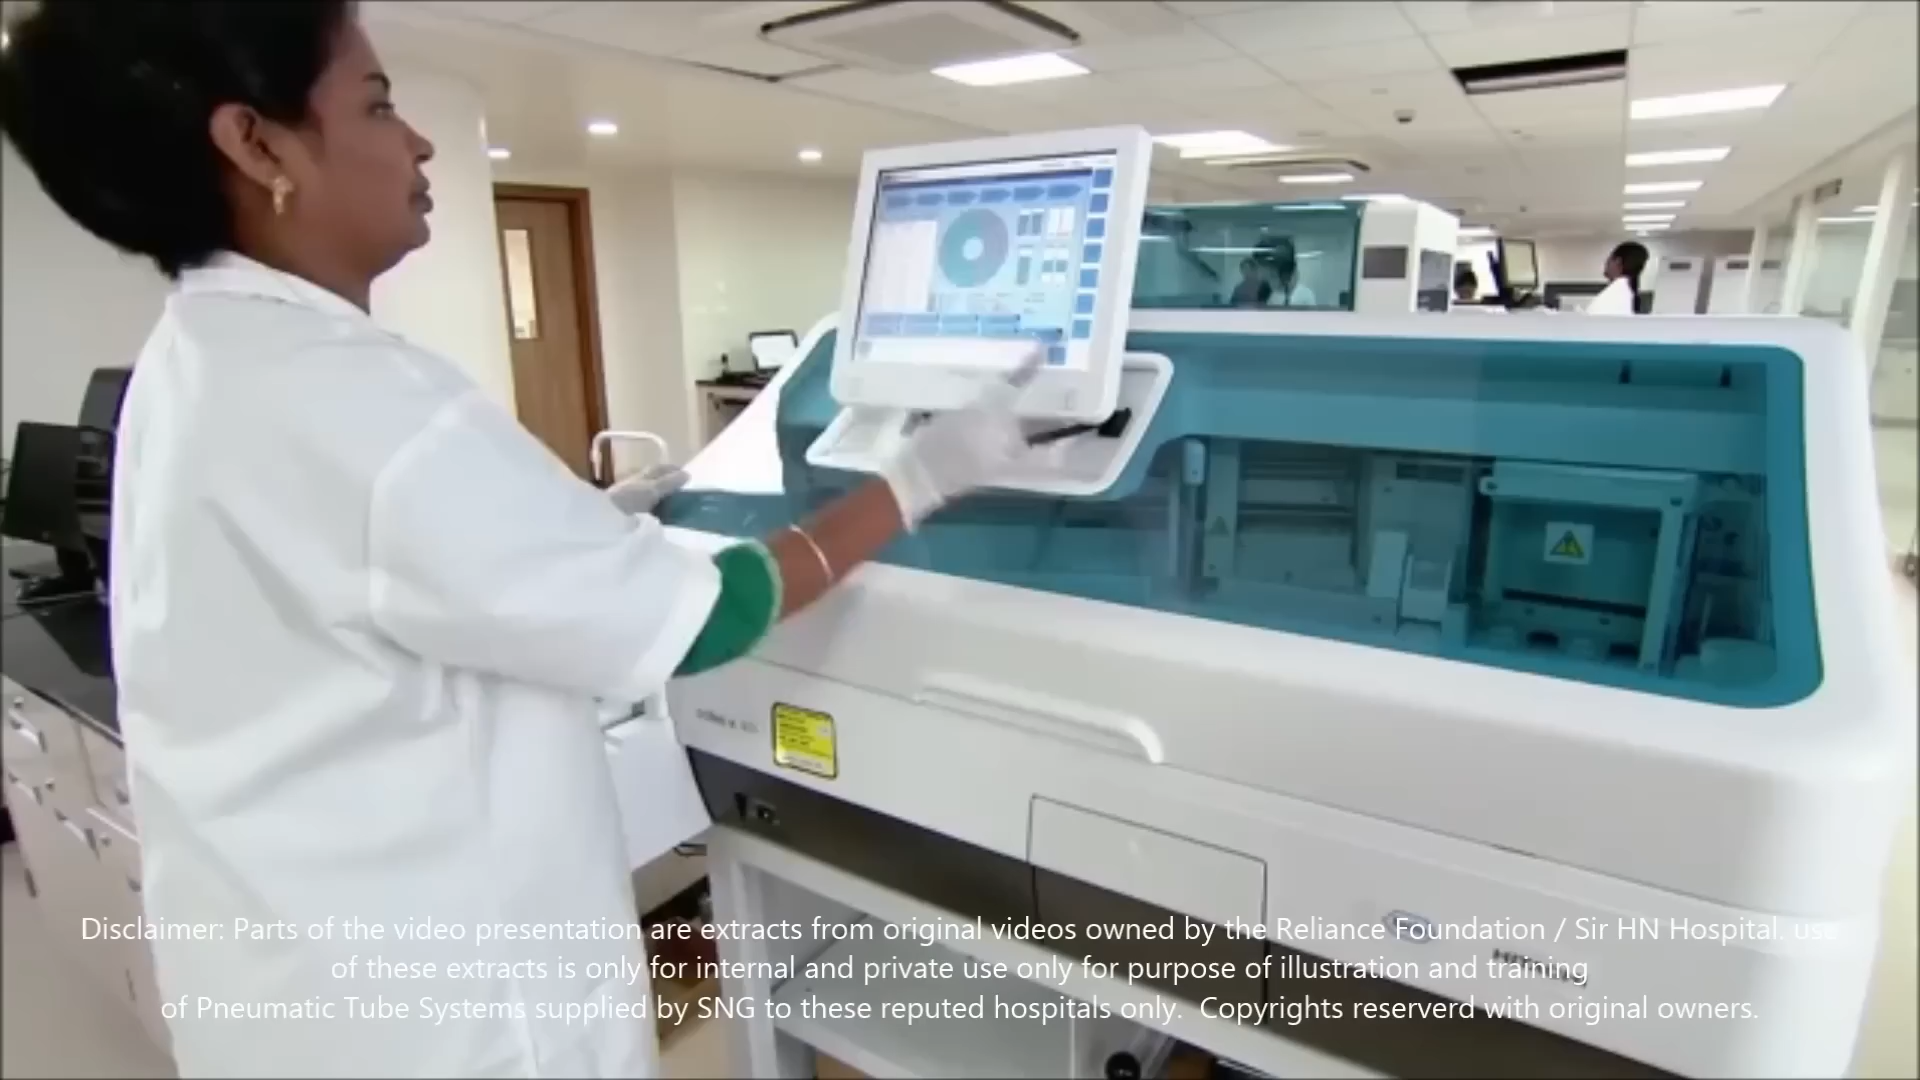 Disclaimer: Parts of the video presentation are extracts from original videos owned by the Reliance Foundation / Sir HN Hospital. use
of these extracts is only for internal and private use only for purpose of illustration and training
of Pneumatic Tube Systems supplied by SNG to these reputed hospitals only.  Copyrights reserverd with original owners.